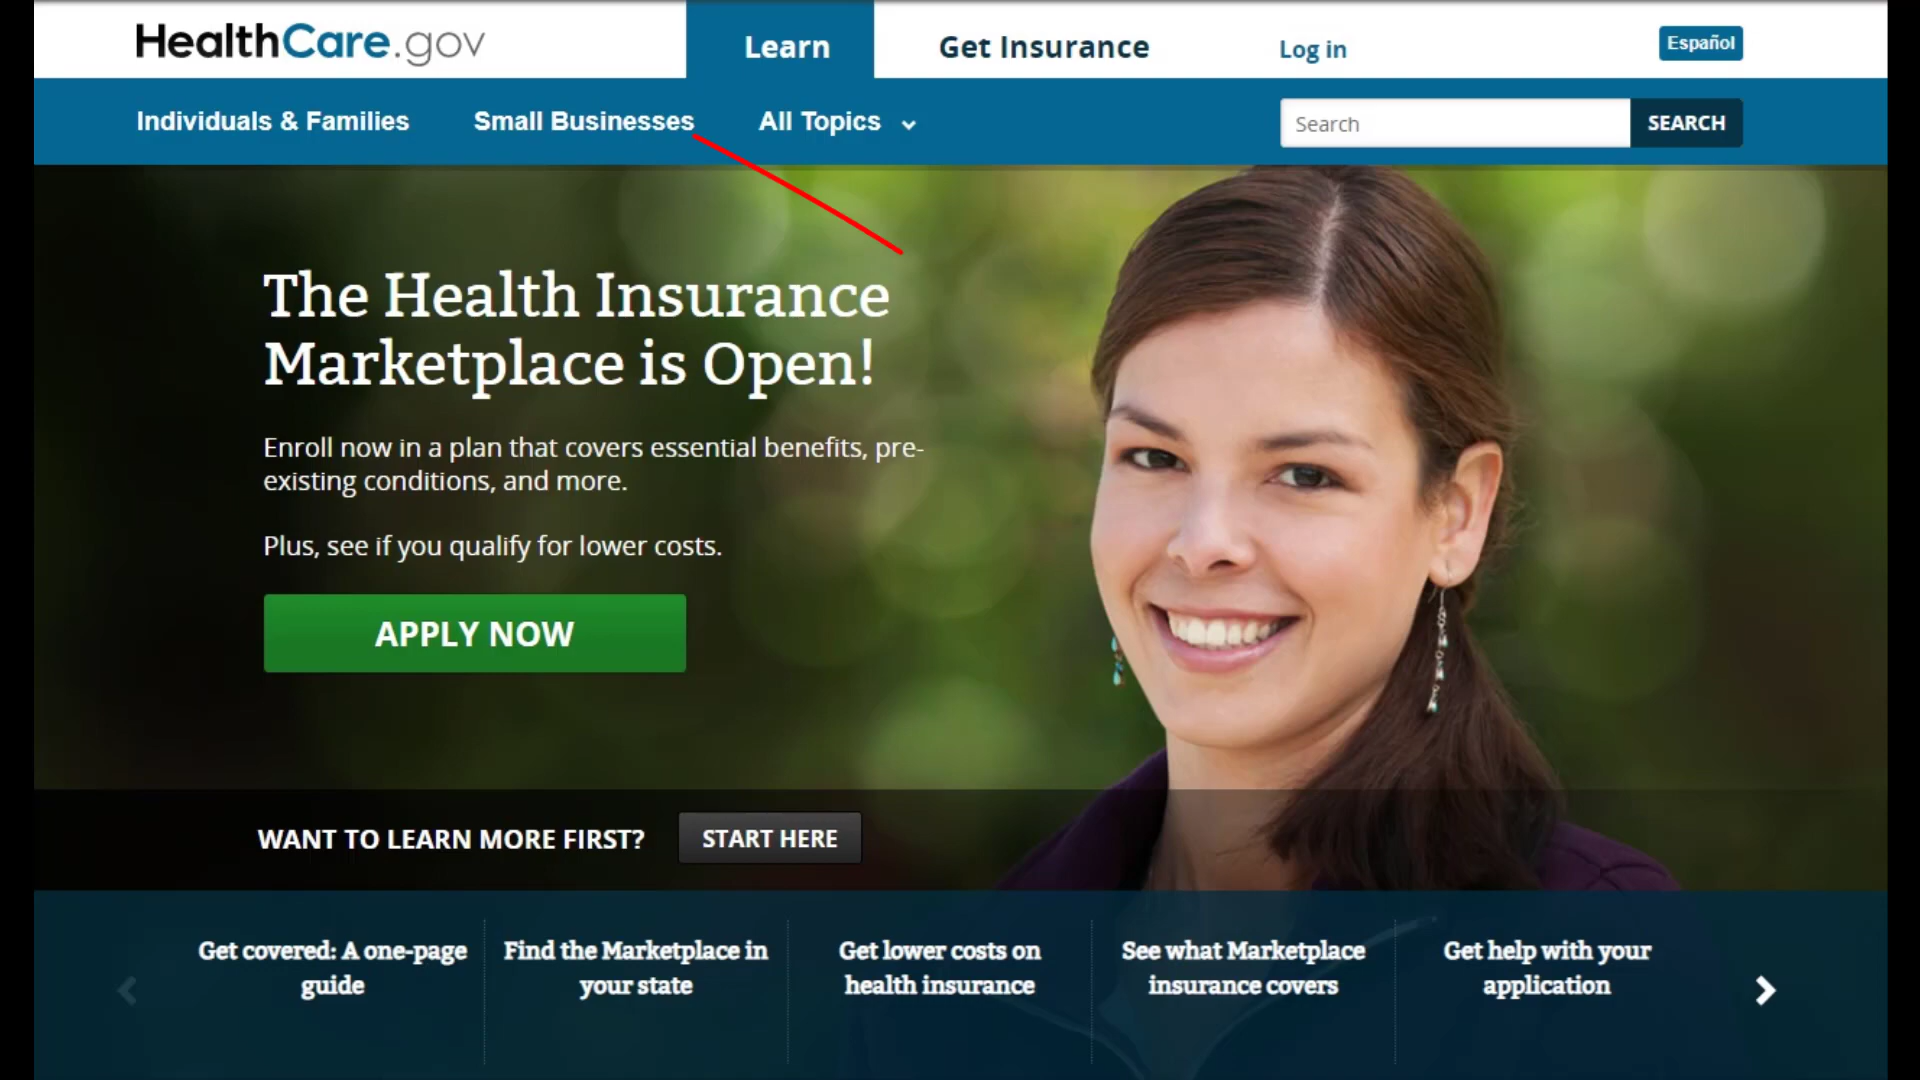 HealthCare.gov
Learn
Get Insurance
Log in
Español
Individuals & Families
Small Businesses
All Topics
Search
SEARCH
The Health Insurance
Marketplace is Open!
Enroll now in a plan that covers essential benefits, pre-
existing conditions, and more.
Plus, see if you qualify for lower costs.
APPLY NOW
WANT TO LEARN MORE FIRST?
START HERE
Get covered: A one-page
guide
Find the Marketplace in
your state
Get lower costs on
health insurance
See what Marketplace
insurance covers
Get help with your
application